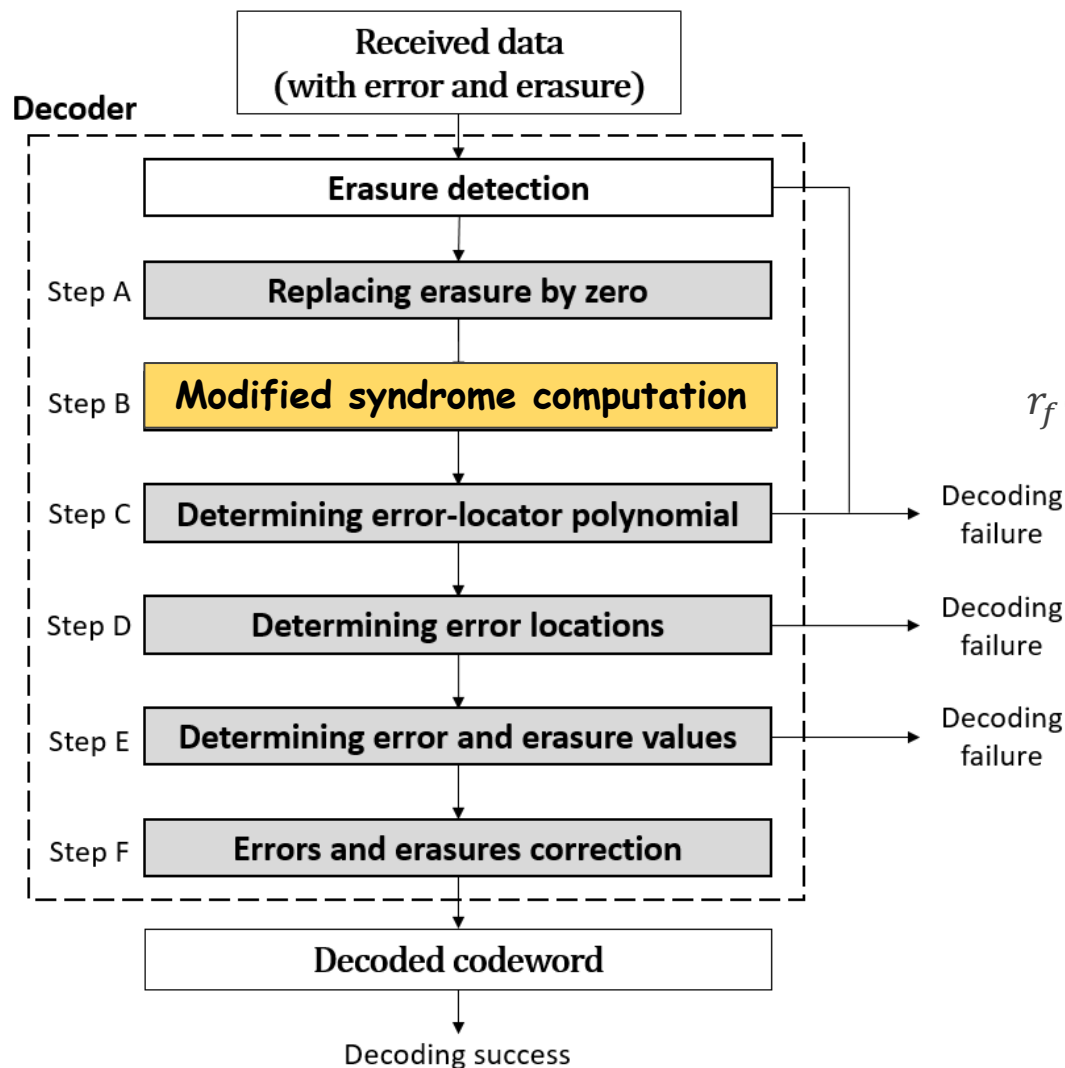 Received data
(with error and erasure)
Decoder
Erasure detection
Step A
Replacing erasure by zero
Step B
Modified syndrome computation
r_f
Step C
Determining error-locator polynomial
Decoding
failure
Step D
Determining error locations
Decoding
failure
Step E
Determining error and erasure values
Decoding
failure
Step F
Errors and erasures correction
Decoded codeword
Decoding success